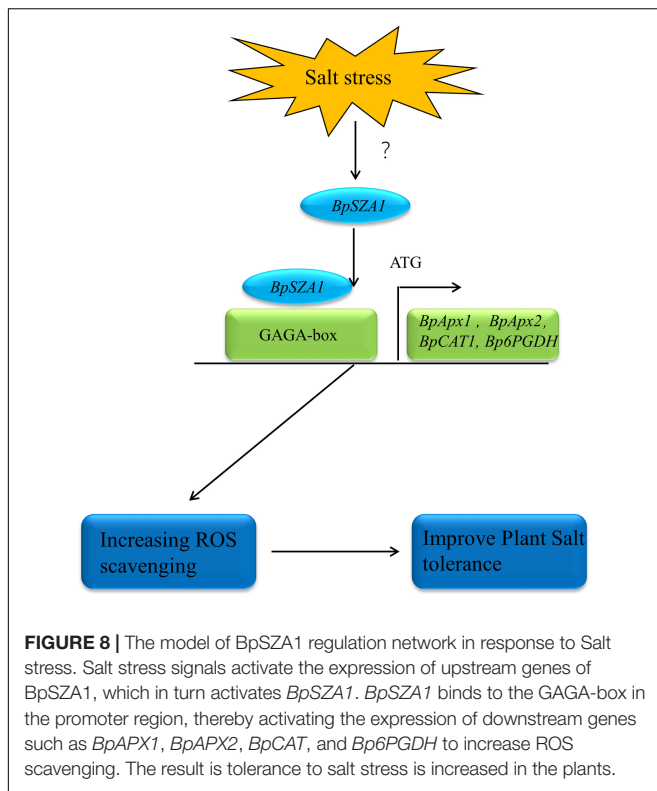 Salt stress
?
BpSZA1
ATG
BpSZA1
GAGA-box
BpApx1 , BpApx2,
BpCAT1, Bp6PGDH
Increasing ROS
scavenging
Improve Plant Salt
tolerance
FIGURE 8 | The model of BpSZA1 regulation network in response to Salt
stress. Salt stress signals activate the expression of upstream genes of
BpSZA1, which in turn activates BpSZA1. BpSZA1 binds to the GAGA-box in
the promoter region, thereby activating the expression of downstream genes
such as BpAPX1, BpAPX2, BpCAT, and Bp6PGDH to increase ROS
scavenging. The result is tolerance to salt stress is increased in the plants.